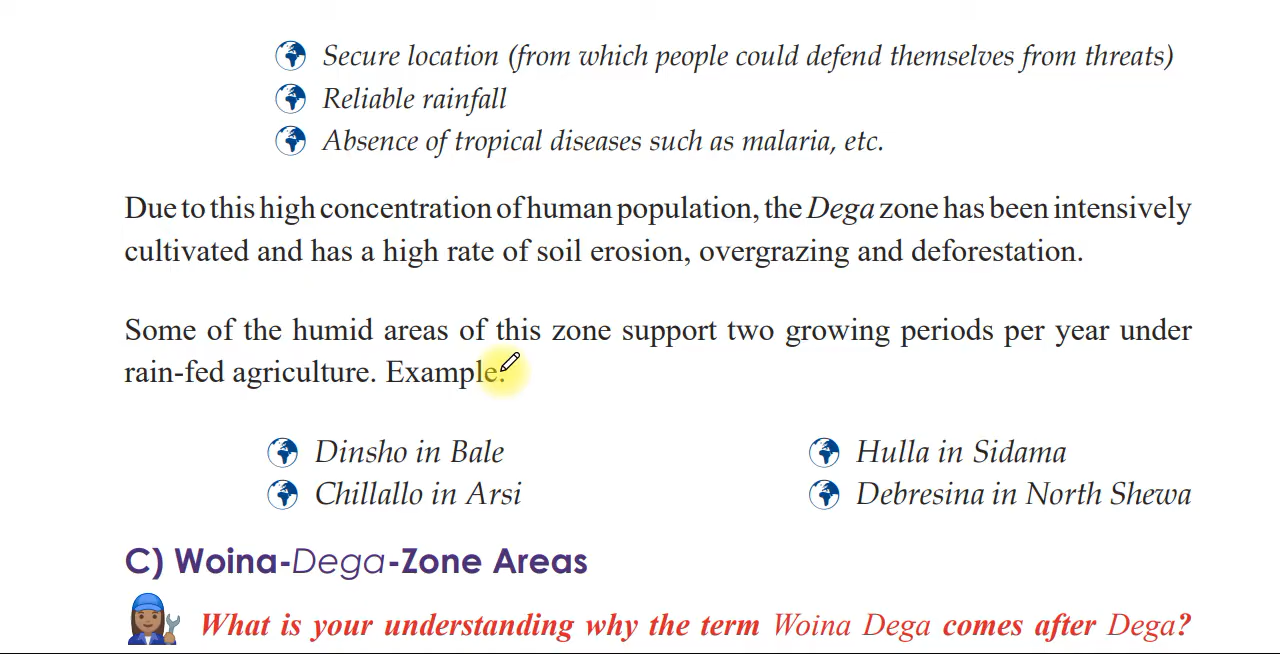 Secure location (from which people could defend themselves from threats)
Reliable rainfall
Absence of tropical diseases such as malaria, etc.
Due to this high concentration of human population, the Dega zone has been intensively
cultivated and has a high rate of soil erosion, overgrazing and deforestation.
Some of the humid areas of this zone support two growing periods per year under
rain-fed agriculture. Example:
Dinsho in Bale
Hulla in Sidama
Chillallo in Arsi
Debresina in North Shewa
C) Woina-Dega-Zone Areas
What is your understanding why the term Woina Dega comes after Dega?